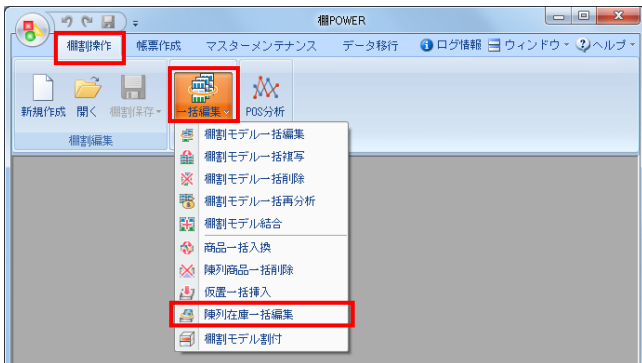 棚POWER
棚割操作 帳票作成 マスターメンテナンス データ移行 ログ情報 ウィンドウ ヘルプ
新規作成 開く 棚割保存 一括編集 POS分析
棚割編集
棚割モデル一括編集
棚割モデル一括複写
棚割モデル一括削除
棚割モデル一括再分析
棚割モデル結合
商品一括入換
陳列商品一括削除
仮置一括挿入
陳列在庫一括編集
棚割モデル割付